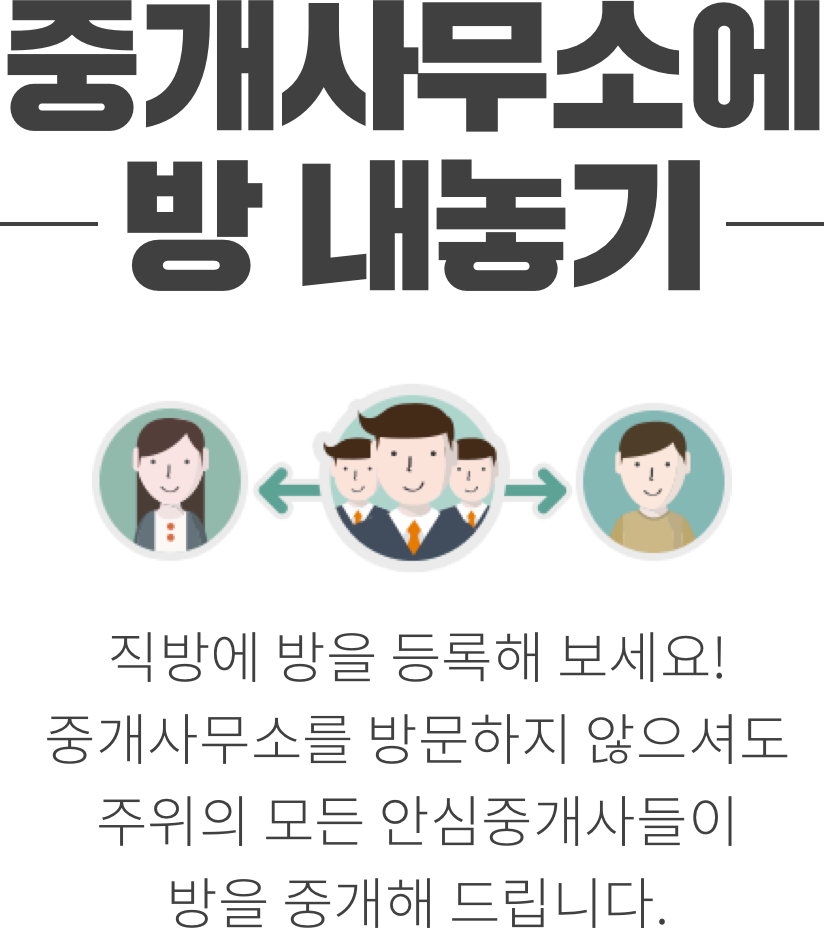 중개사무소에
방 내놓기
직방에 방을 등록해 보세요!
중개사무소를 방문하지 않으셔도
주위의 모든 안심중개사들이
방을 중개해 드립니다.